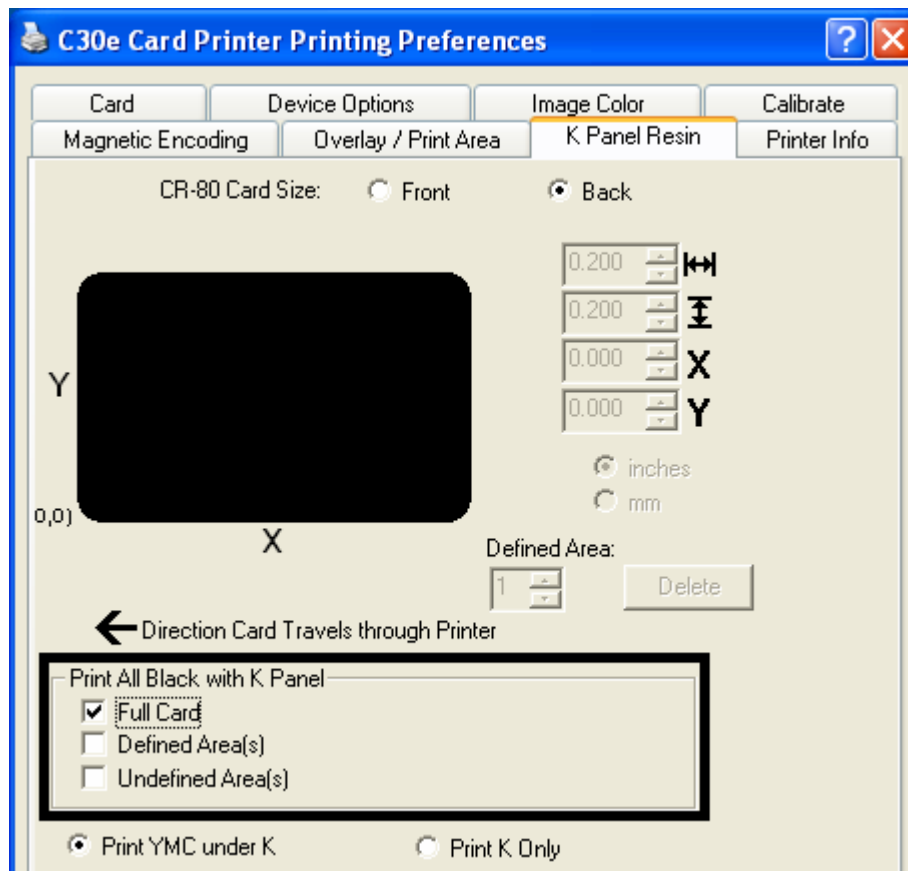 C30e Card Printer Printing Preferences
?
Card Device Options Image Color Calibrate
Magnetic Encoding Overlay / Print Area K Panel Resin Printer Info
CR-80 Card Size: Front Back
0.200
0.200
0.000 X
0.000 Y
Y
inches
mm
0,0)
X
Defined Area:
1 Delete
Direction Card Travels through Printer
Print All Black with K Panel
Full Card
Defined Area(s)
Undefined Area(s)
Print YMC under K Print K Only